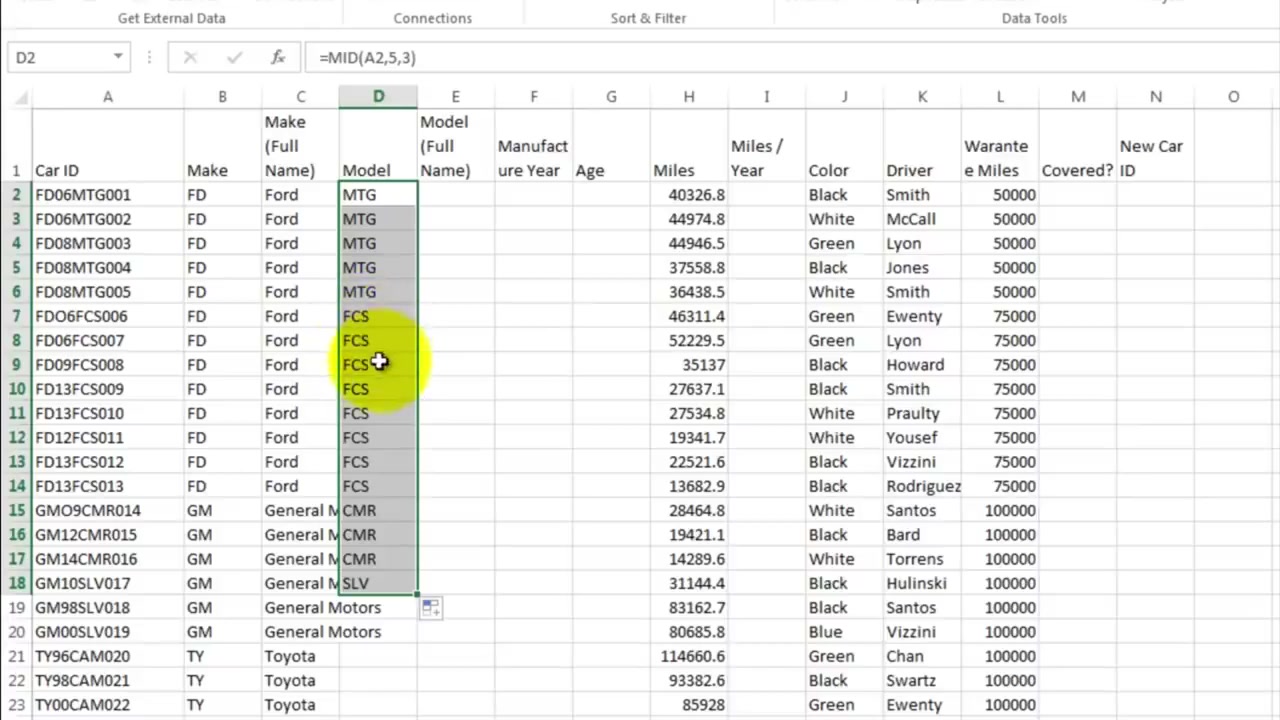 Get External Data Connections Sort & Filter Data Tools
D2 fx =MID(A2,5,3)
A B C D E F G H I J K L M N O
1 Car ID Make Make (Full Name) Model Model (Full Name) Manufact ure Year Age Miles Miles / Year Color Driver Warante e Miles Covered? New Car ID
2 FD06MTG001 FD Ford MTG 40326.8 Black Smith 50000
3 FD06MTG002 FD Ford MTG 44974.8 White McCall 50000
4 FD08MTG003 FD Ford MTG 44946.5 Green Lyon 50000
5 FD08MTG004 FD Ford MTG 37558.8 Black Jones 50000
6 FD08MTG005 FD Ford MTG 36438.5 White Smith 50000
7 FDO6FCS006 FD Ford FCS 46311.4 Green Ewenty 75000
8 FD06FCS007 FD Ford FCS 52229.5 Green Lyon 75000
9 FD09FCS008 FD Ford FCS 35137 Black Howard 75000
10 FD13FCS009 FD Ford FCS 27637.1 Black Smith 75000
11 FD13FCS010 FD Ford FCS 27534.8 White Praulty 75000
12 FD12FCS011 FD Ford FCS 19341.7 White Yousef 75000
13 FD13FCS012 FD Ford FCS 22521.6 Black Vizzini 75000
14 FD13FCS013 FD Ford FCS 13682.9 Black Rodriguez 75000
15 GMO9CMR014 GM General M CMR 28464.8 White Santos 100000
16 GM12CMR015 GM General M CMR 19421.1 Black Bard 100000
17 GM14CMR016 GM General M CMR 14289.6 White Torrens 100000
18 GM10SLV017 GM General M SLV 31144.4 Black Hulinski 100000
19 GM98SLV018 GM General Motors 83162.7 Black Santos 100000
20 GM00SLV019 GM General Motors 80685.8 Blue Vizzini 100000
21 TY96CAM020 TY Toyota 114660.6 Green Chan 100000
22 TY98CAM021 TY Toyota 93382.6 Black Swartz 100000
23 TY00CAM022 TY Toyota 85928 Green Ewenty 100000